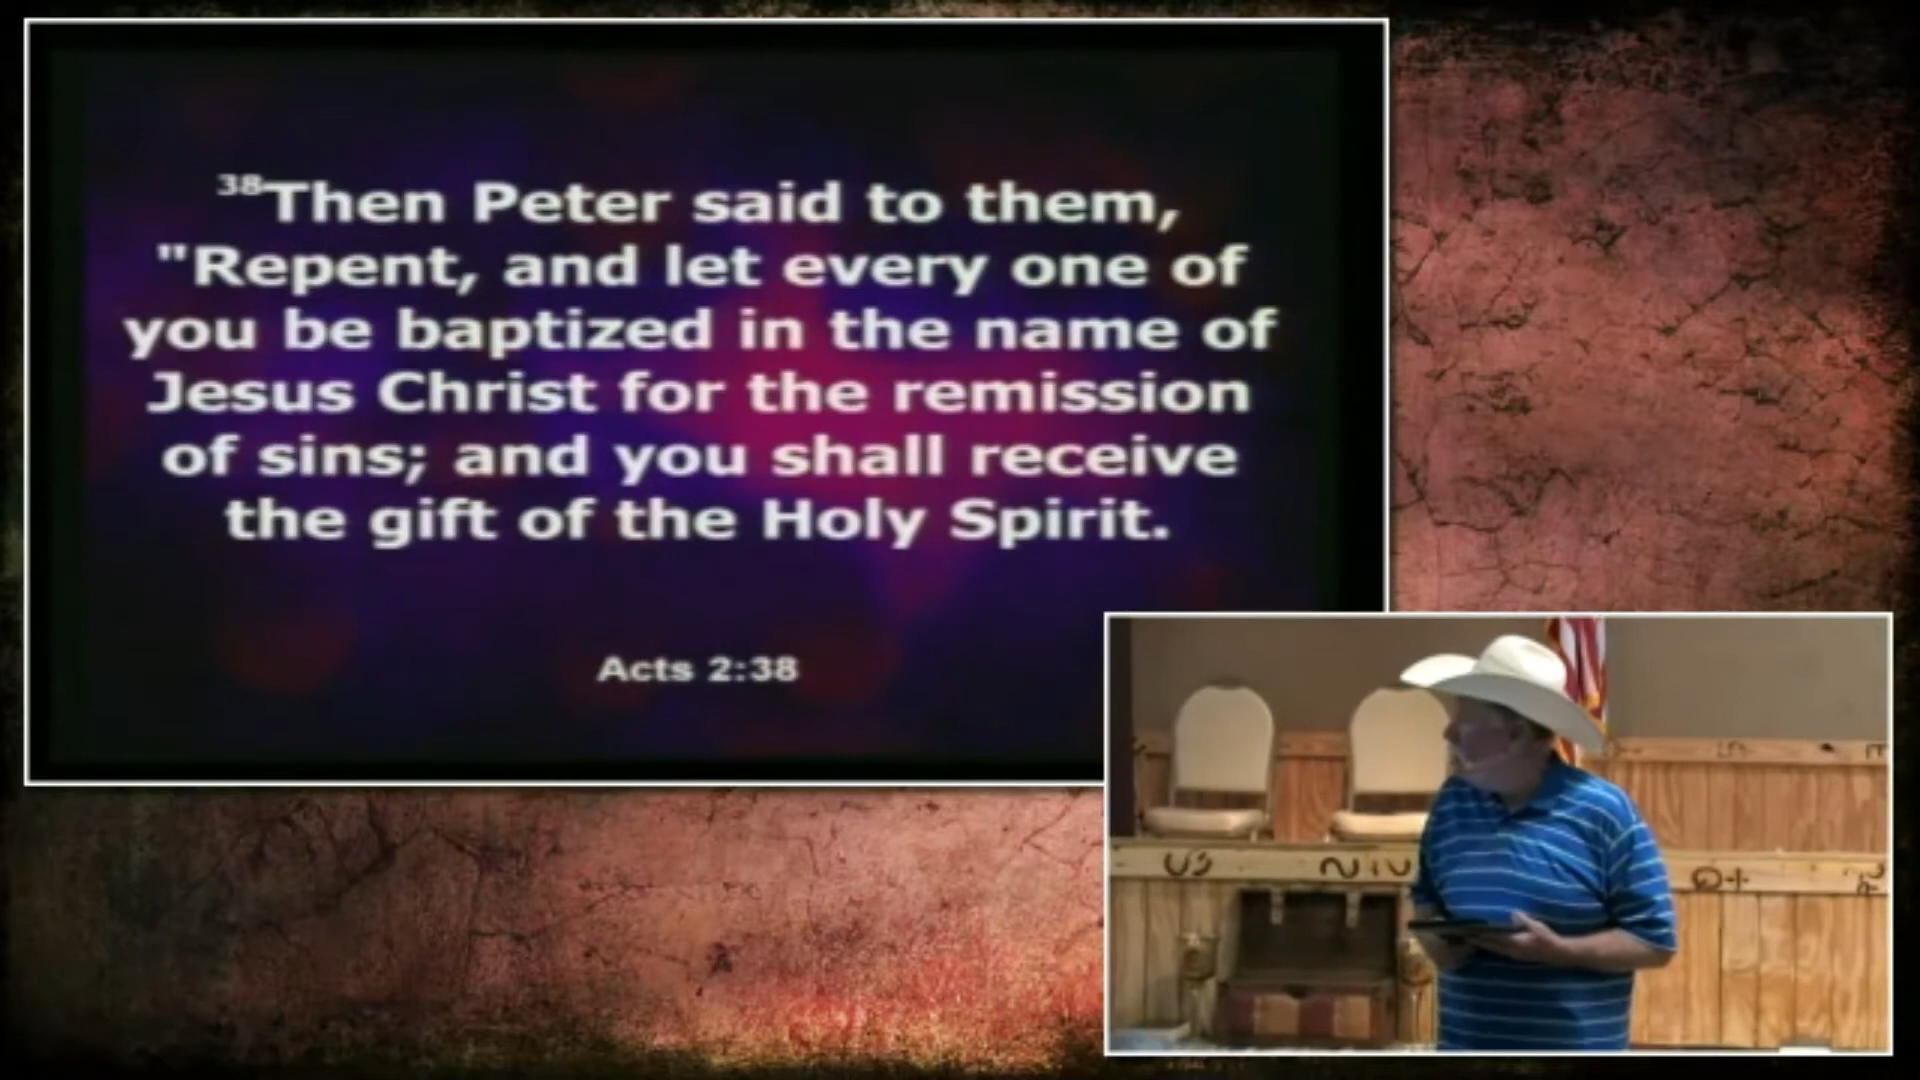 38Then Peter said to them,
"Repent, and let every one of
you be baptized in the name of
Jesus Christ for the remission
of sins; and you shall receive
the gift of the Holy Spirit.
Acts 2:38